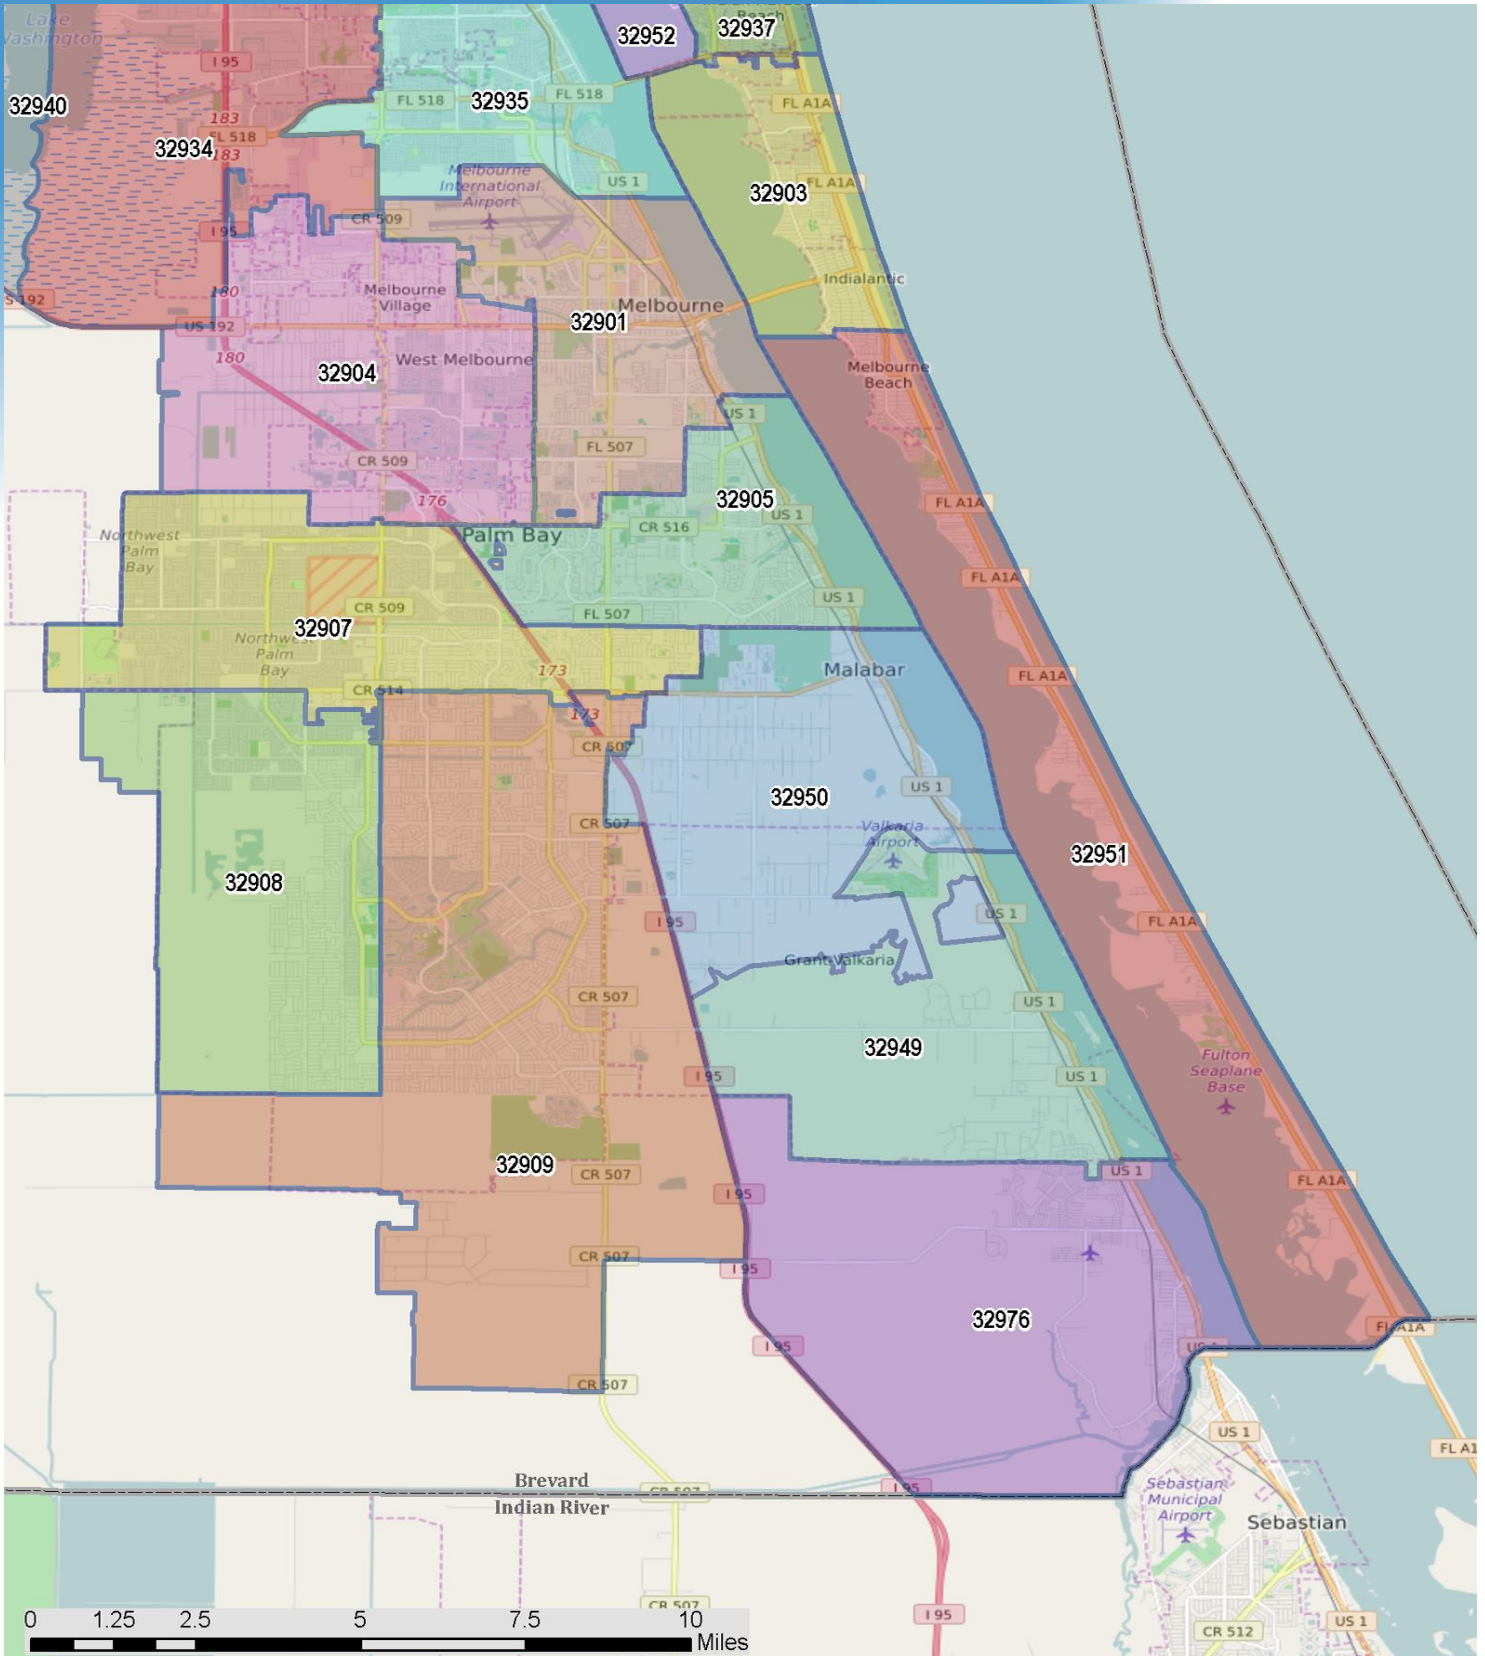 Lake
Washington
Beach
32952
32937
I 95
32940
FL 518
32935
FL 518
FL A1A
183
FL 518
32934
183
Melbourne
International
Airport
US 1
FL A1A
32903
CR 509
I 95
Indialantic
180
Melbourne
Village
S 192
Melbourne
US 192
32901
180
West Melbourne
32904
Melbourne
Beach
US 1
FL 507
CR 509
176
32905
FL A1A
US 1
CR 516
Northwest
Palm
Bay
Palm Bay
FL A1A
US 1
CR 509
FL 507
32907
Northwest
Palm
Bay
173
Malabar
FL A1A
CR 514
173
CR 507
US 1
32950
CR 507
Valkaria
Airport
32951
32908
US 1
I 95
FL A1A
Grant-Valkaria
CR 507
US 1
32949
Fulton
Seaplane
Base
I 95
US 1
32909
CR 507
US 1
I 95
FL A1A
CR 507
I 95
32976
FL A1A
I 95
US 1
CR 507
US 1
FL A1
Brevard
CR 507
I 95
Indian River
Sebastian
Municipal
Airport
Sebastian
CR 507
I 95
US 1
CR 512
0 1.25 2.5 5 7.5 10
Miles